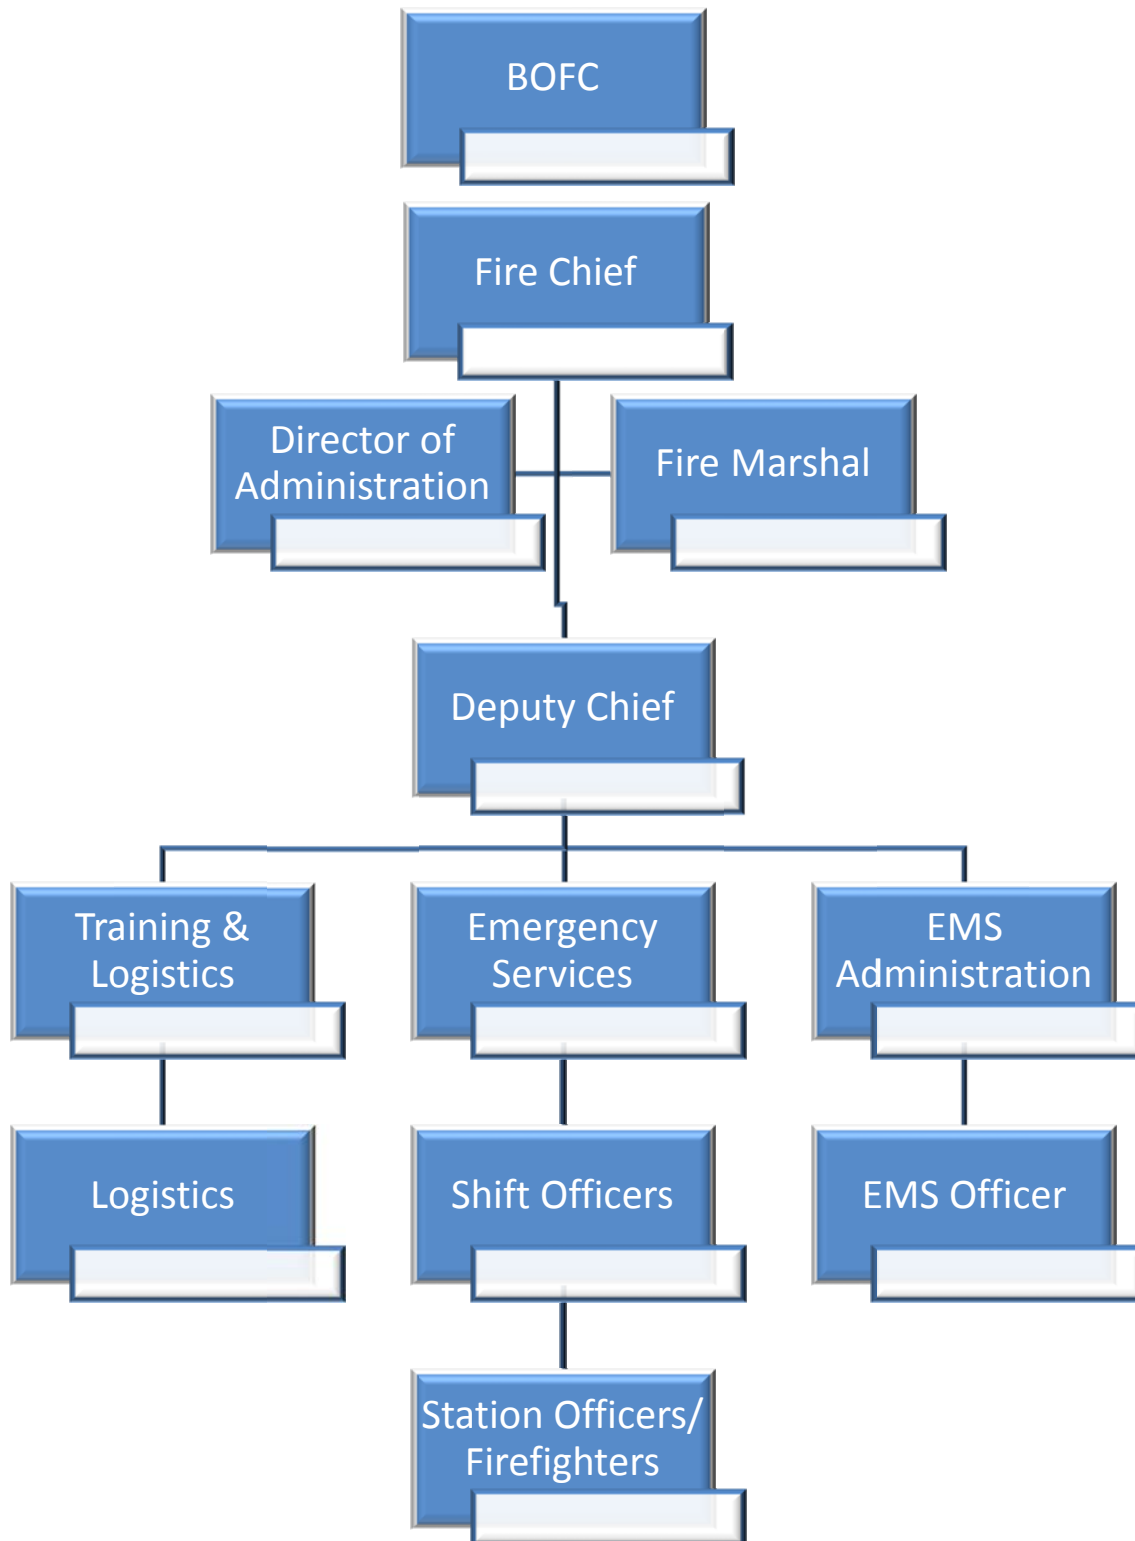 BOFC
Fire Chief
Director of
Administration
Fire Marshal
Deputy Chief
Training &
Logistics
Emergency
Services
EMS
Administration
Logistics
Shift Officers
EMS Officer
Station Officers/
Firefighters